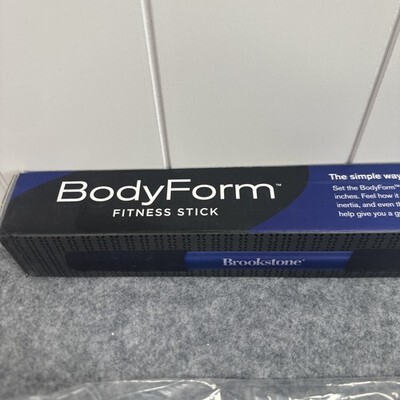 BodyForm™
FITNESS STICK
The simple way
Set the BodyForm™
inches. Feel how it
inertia, and even th
help give you a g
Brookstone®